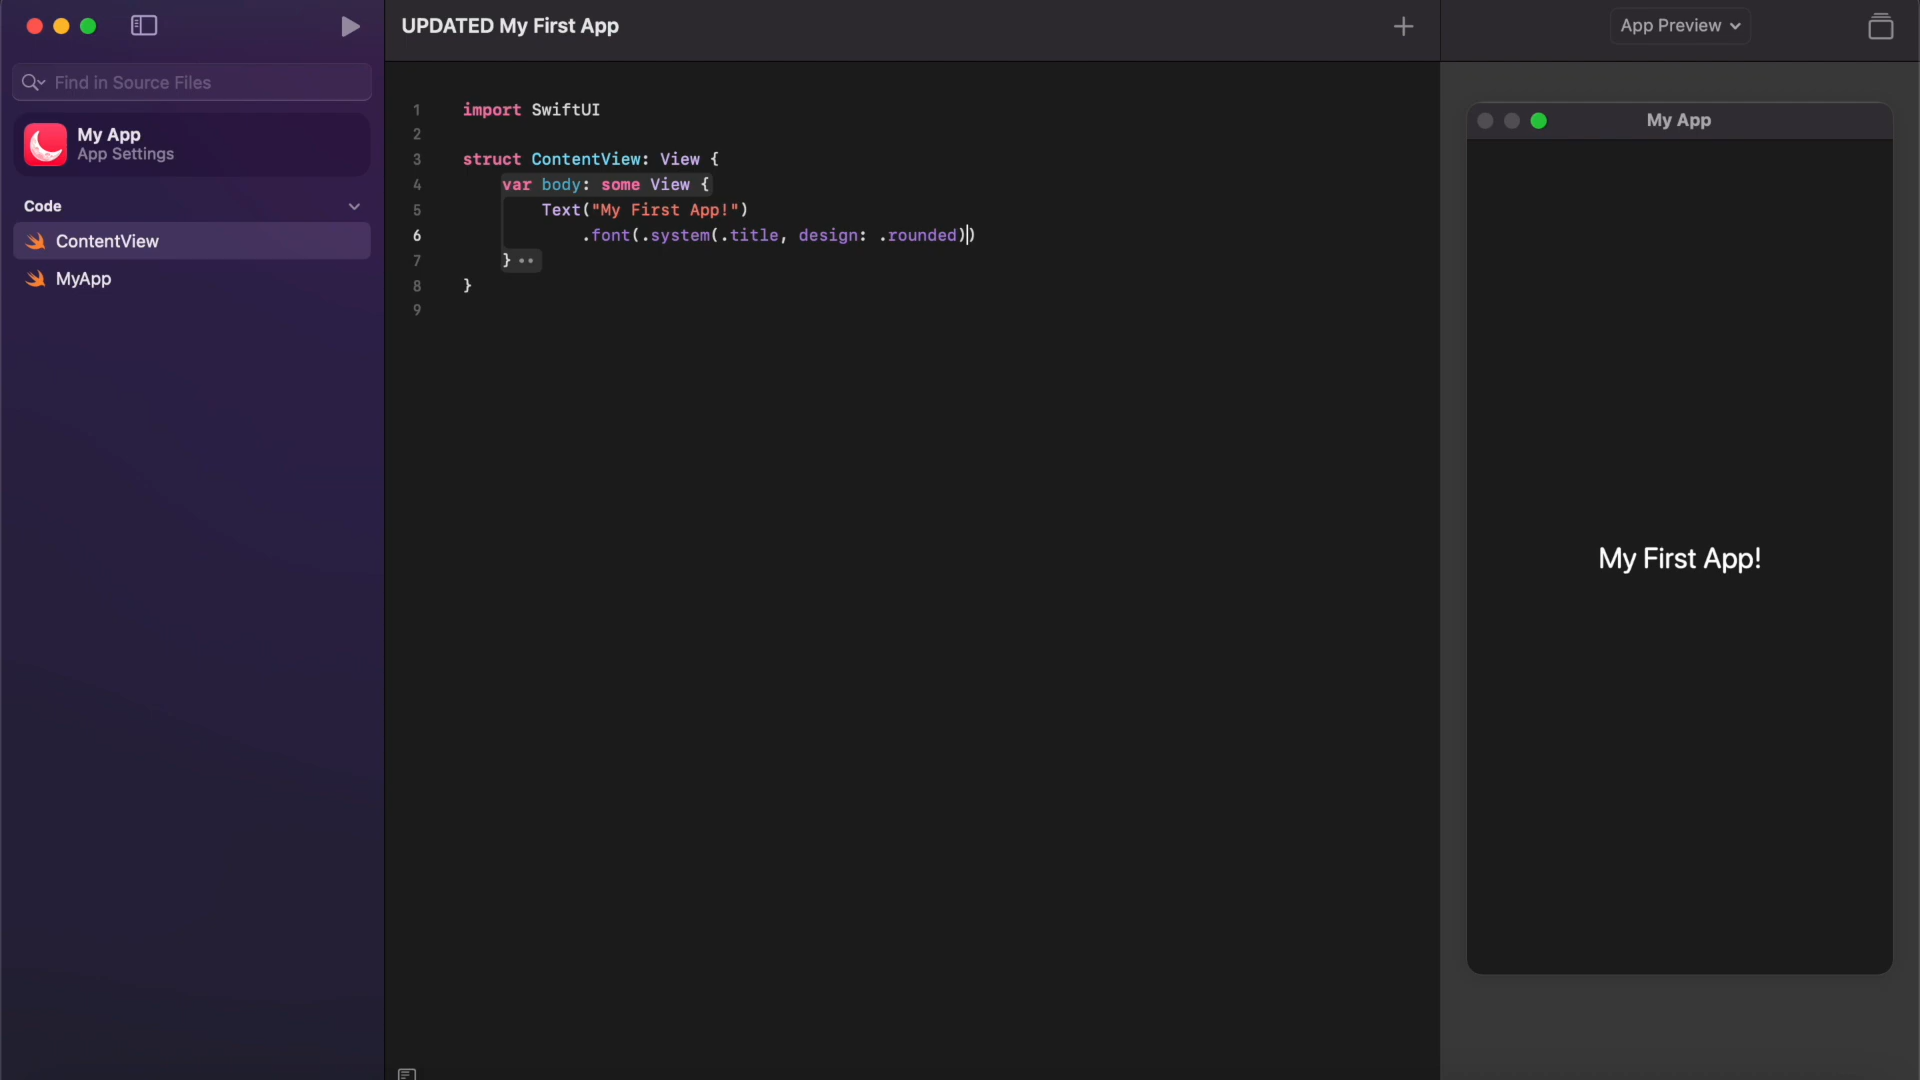 UPDATED My First App
App Preview
Find in Source Files
My App
App Settings
Code
ContentView
MyApp
1 import SwiftUI
2
3 struct ContentView: View {
4 var body: some View {
5 Text("My First App!")
6 .font(.system(.title, design: .rounded))
7 }
8 }
9
My App
My First App!